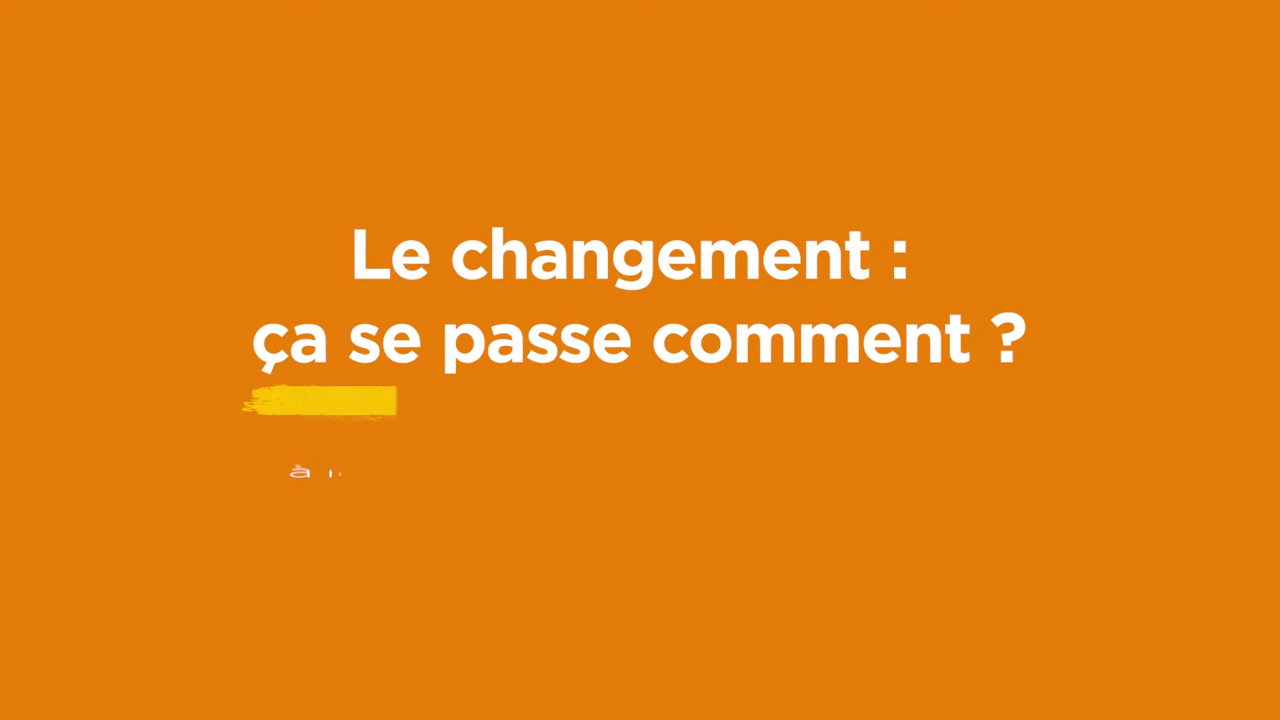 Le changement :
ça se passe comment ?
à